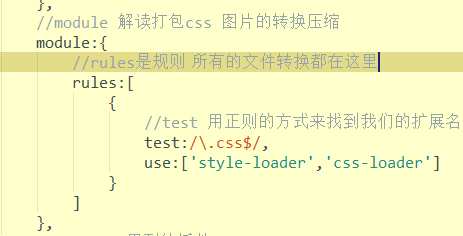 },
//module 解读打包css 图片的转换压缩
module:{
//rules是规则 所有的文件转换都在这里
rules:[
{
//test 用正则的方式来找到我们的扩展名
test:/\.css$/,
use:['style-loader','css-loader']
}
]
},